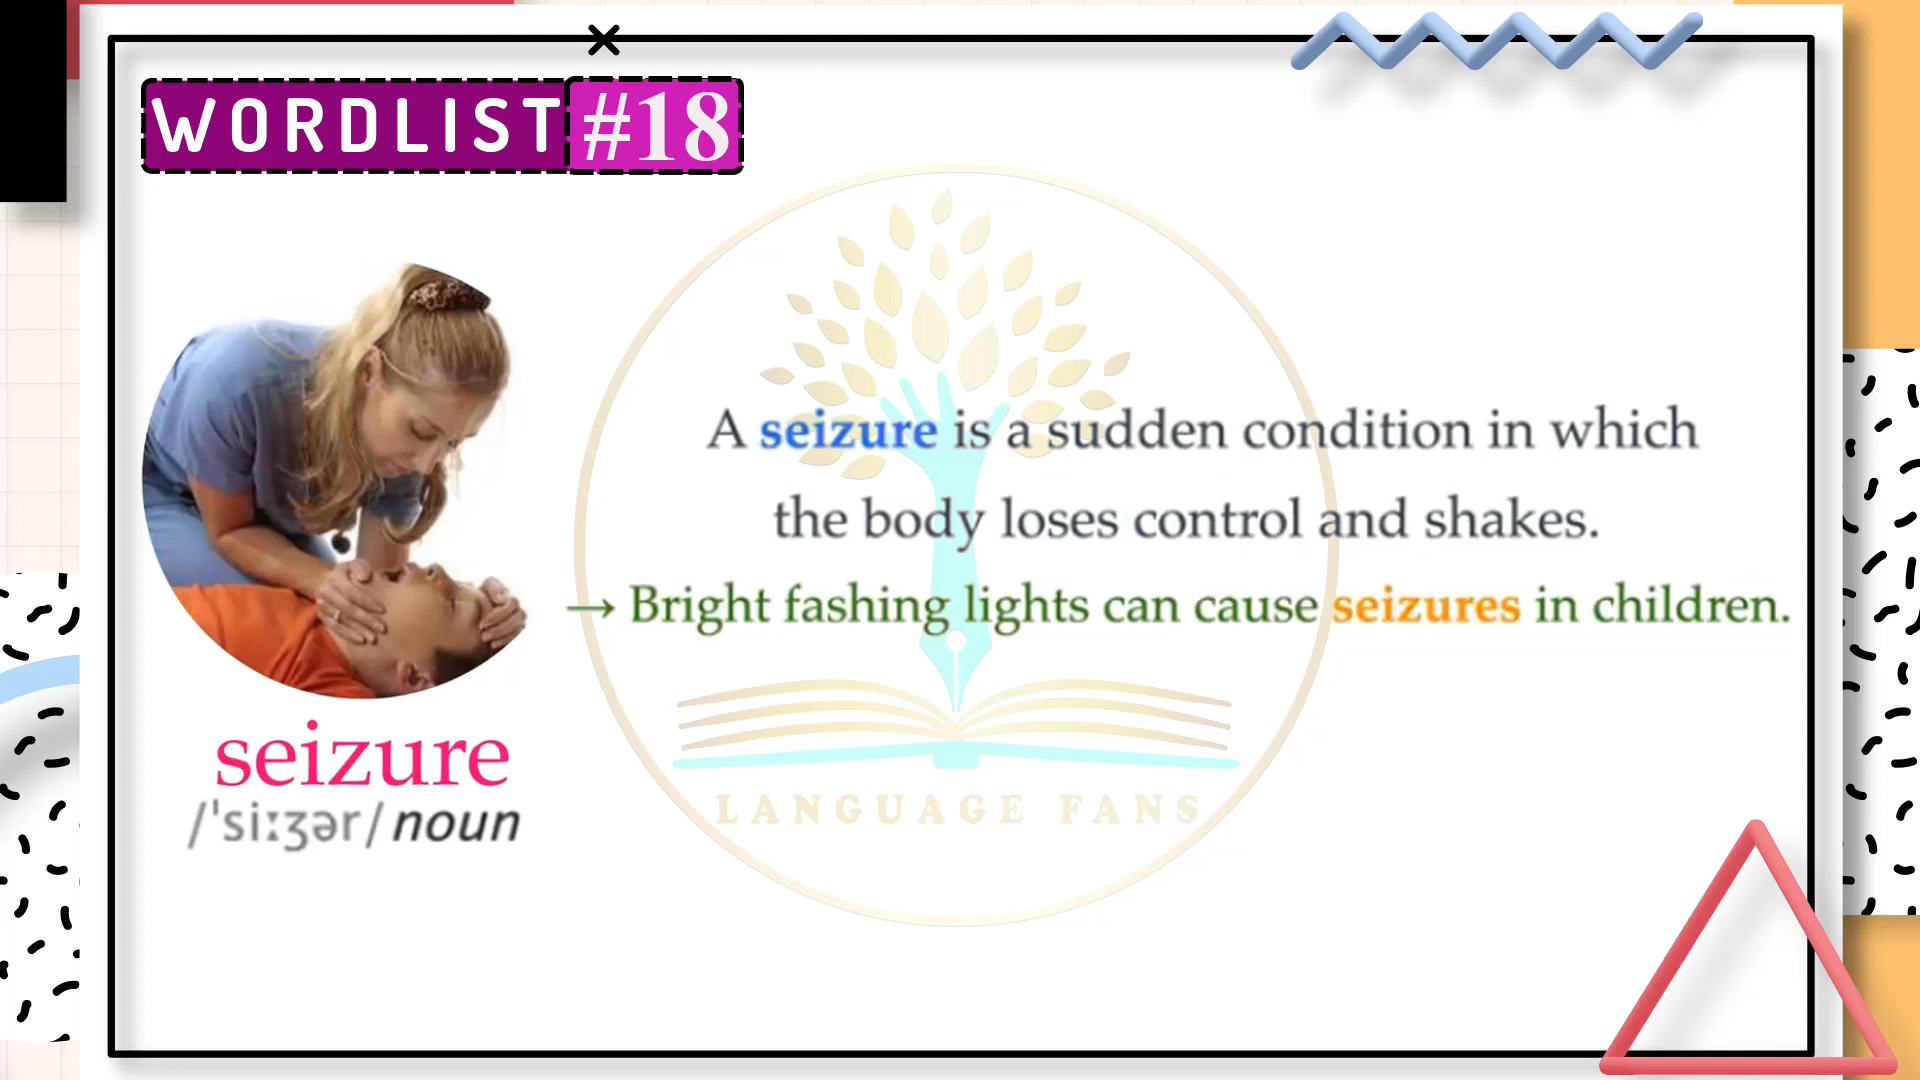 WORDLIST #18
A seizure is a sudden condition in which
the body loses control and shakes.
→ Bright fashing lights can cause seizures in children.
seizure
/ˈsiːʒər/ noun
LANGUAGE FANS